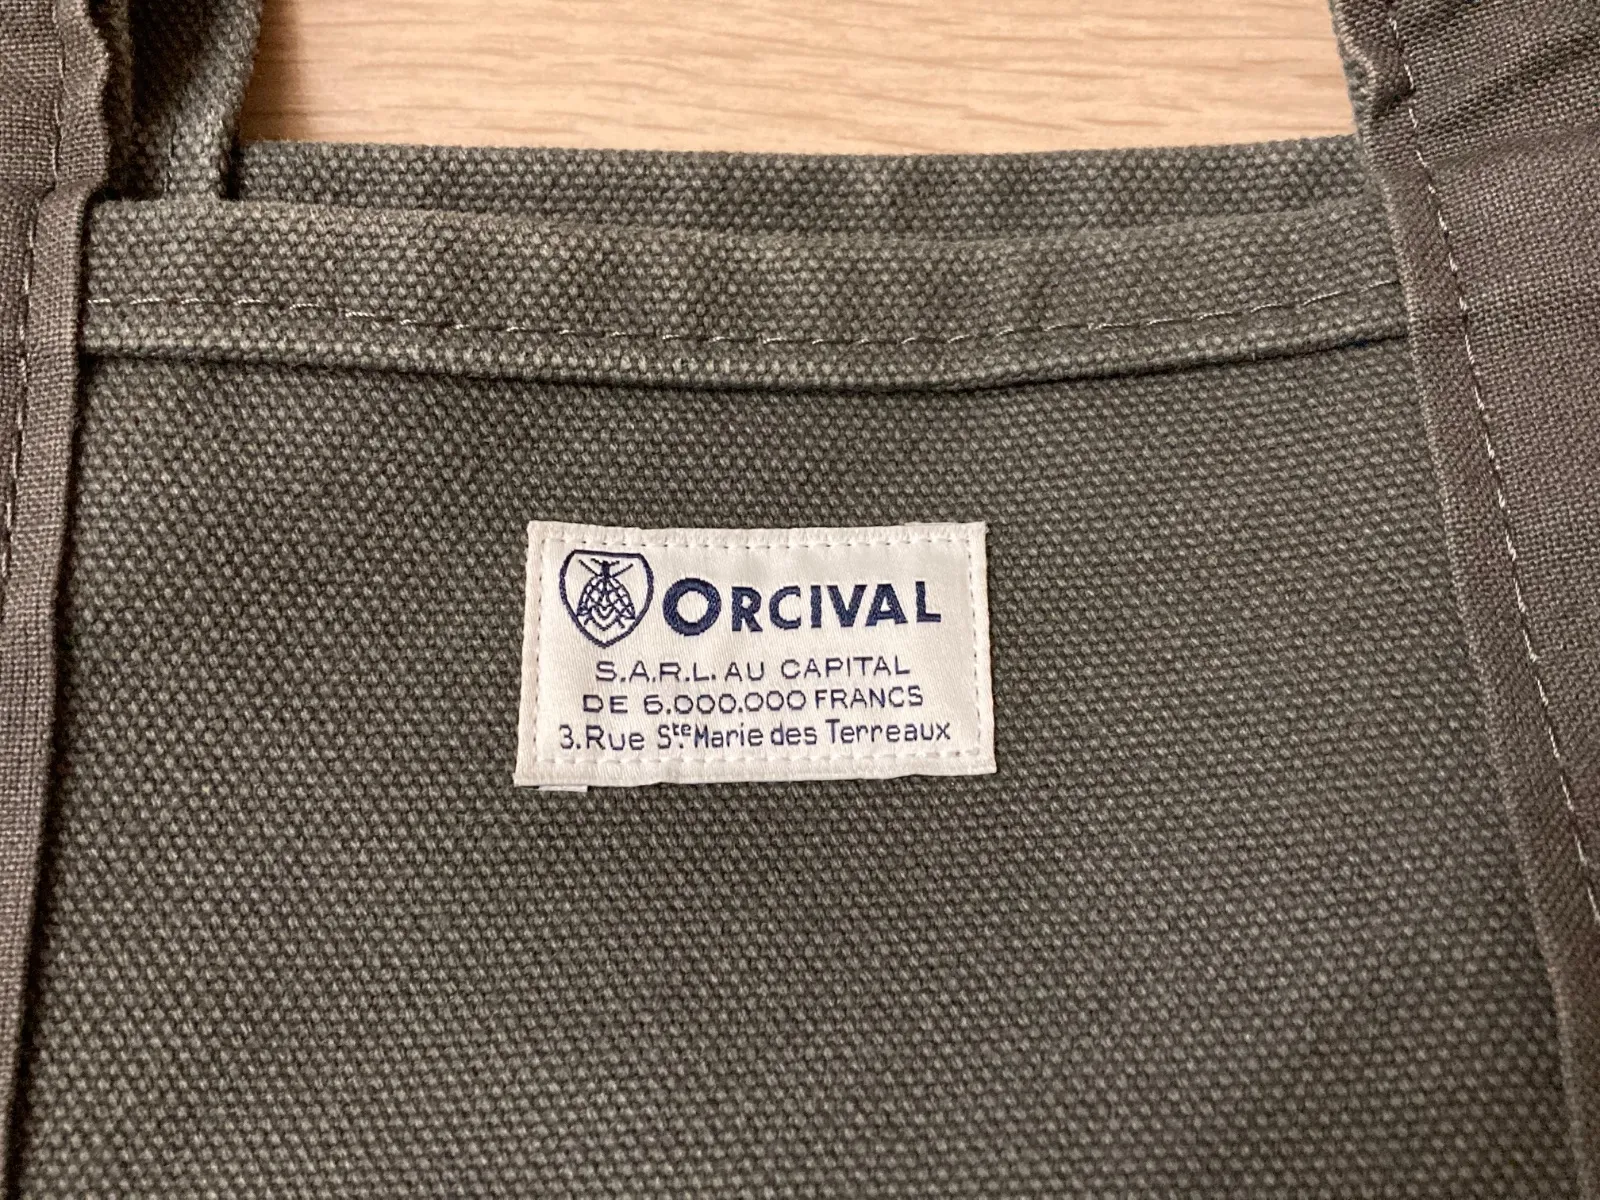 ORCIVAL
S.A.R.L. AU CAPITAL
DE 6.000.000 FRANCS
3.Rue Ste Marie des Terreaux